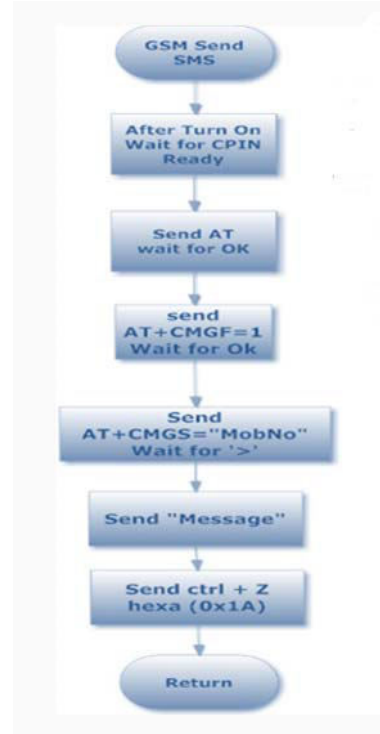 GSM Send
SMS
After Turn On
Wait for CPIN
Ready
Send AT
wait for OK
send
AT+CMGF=1
Wait for Ok
Send
AT+CMGS="MobNo"
Wait for '>'
Send "Message"
Send ctrl + Z
hexa (0x1A)
Return